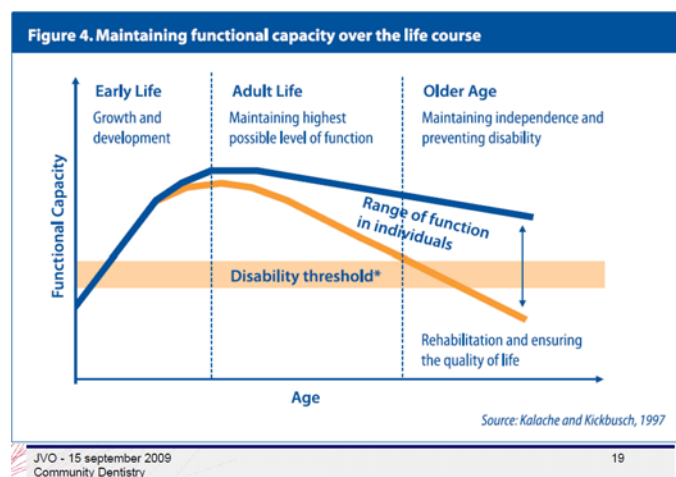 Figure 4. Maintaining functional capacity over the life course
Early Life
Growth and
development
Adult Life
Maintaining highest
possible level of function
Older Age
Maintaining independence and
preventing disability
Functional Capacity
Range of function
in individuals
Disability threshold*
Rehabilitation and ensuring
the quality of life
Age
Source: Kalache and Kickbusch, 1997
JVO - 15 september 2009
Community Dentistry
19